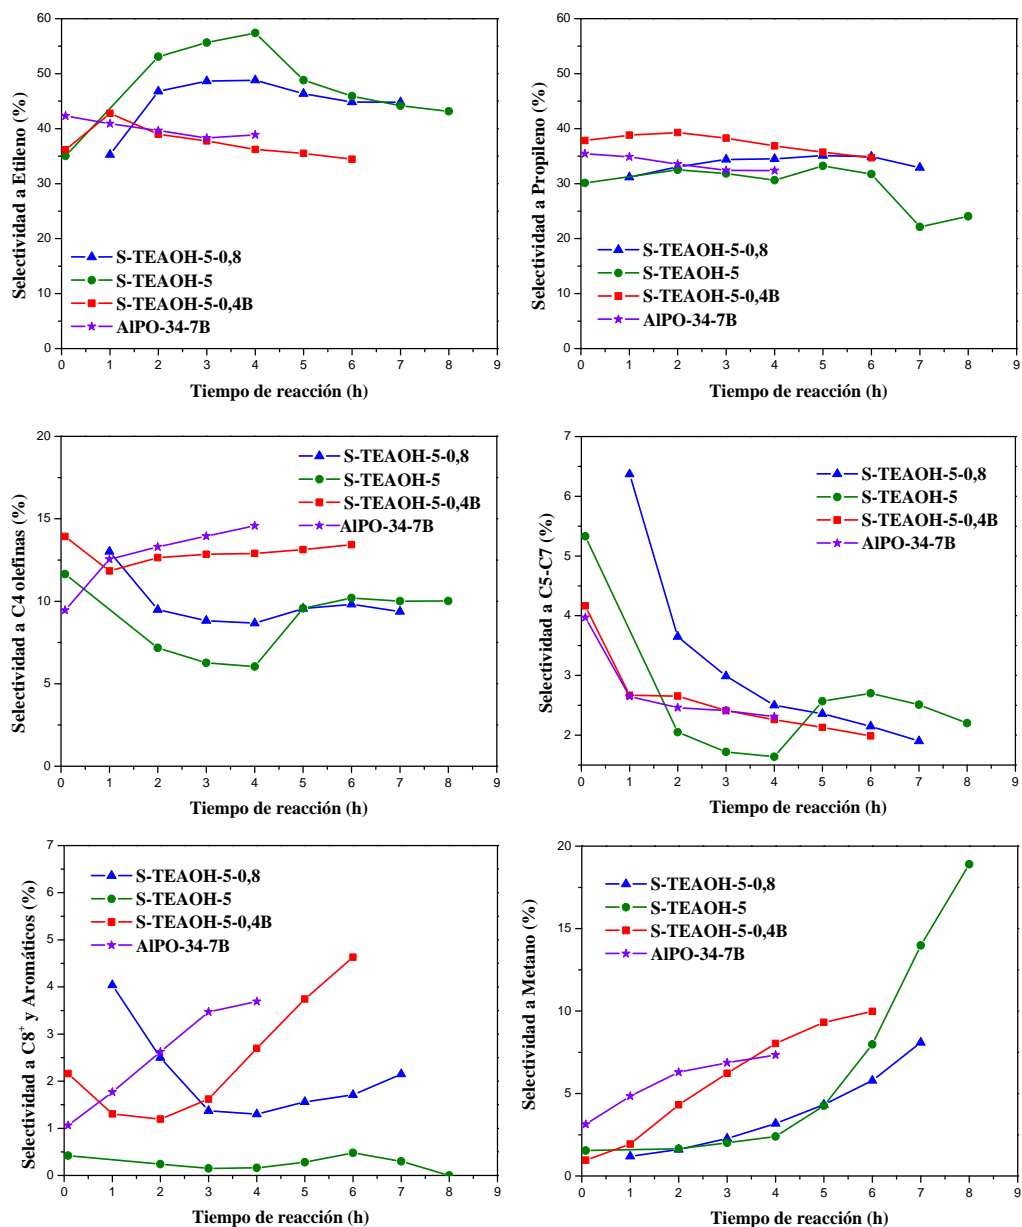 Selectividad a Etileno (%)
60
50
40
30
20
10
0
S-TEAOH-5-0,8
S-TEAOH-5
S-TEAOH-5-0,4B
AlPO-34-7B
0 1 2 3 4 5 6 7 8 9
Tiempo de reacción (h)
Selectividad a Propileno (%)
60
50
40
30
20
10
0
S-TEAOH-5-0,8
S-TEAOH-5
S-TEAOH-5-0,4B
AlPO-34-7B
0 1 2 3 4 5 6 7 8 9
Tiempo de reacción (h)
Selectividad a C4 olefinas (%)
20
15
10
5
0
S-TEAOH-5-0,8
S-TEAOH-5
S-TEAOH-5-0,4B
AlPO-34-7B
0 1 2 3 4 5 6 7 8 9
Tiempo de reacción (h)
Selectividad a C5-C7 (%)
7
6
5
4
3
2
S-TEAOH-5-0,8
S-TEAOH-5
S-TEAOH-5-0,4B
AlPO-34-7B
0 1 2 3 4 5 6 7 8 9
Tiempo de reacción (h)
Selectividad a C8⁺ y Aromáticos (%)
7
6
5
4
3
2
1
0
S-TEAOH-5-0,8
S-TEAOH-5
S-TEAOH-5-0,4B
AlPO-34-7B
0 1 2 3 4 5 6 7 8 9
Tiempo de reacción (h)
Selectividad a Metano (%)
20
15
10
5
0
S-TEAOH-5-0,8
S-TEAOH-5
S-TEAOH-5-0,4B
AlPO-34-7B
0 1 2 3 4 5 6 7 8 9
Tiempo de reacción (h)